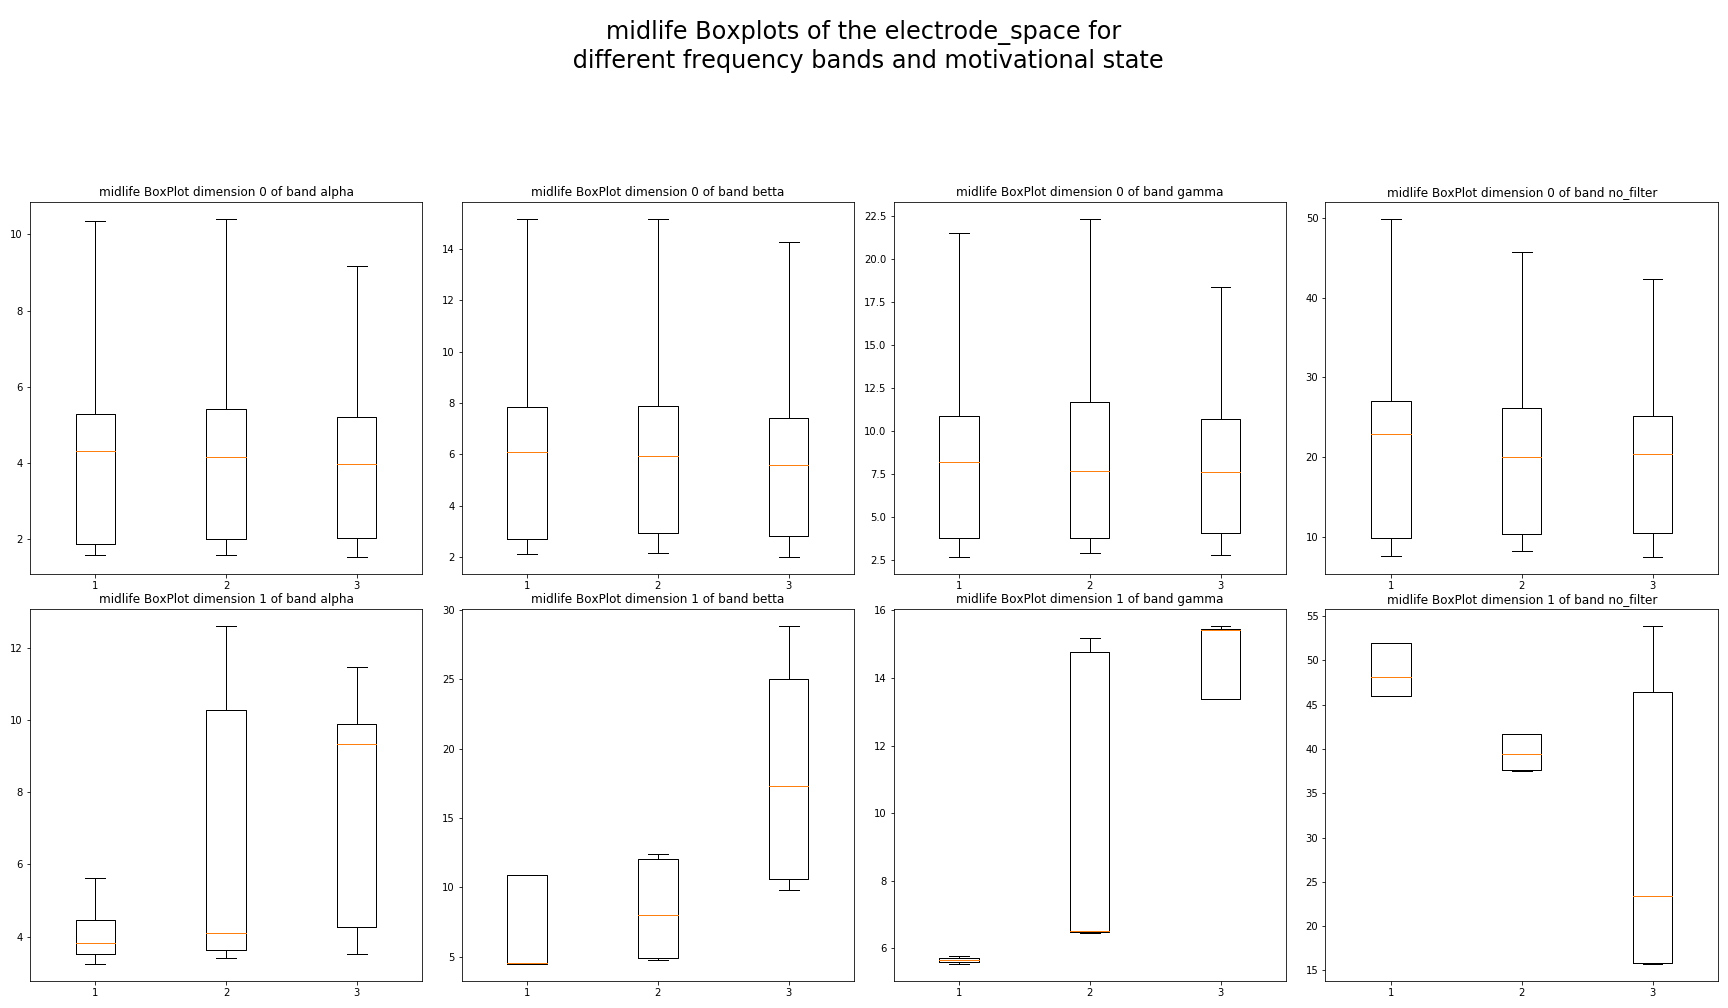 midlife Boxplots of the electrode_space for
different frequency bands and motivational state
midlife BoxPlot dimension 0 of band alpha
10
8
6
4
2
1 2 3
midlife BoxPlot dimension 0 of band betta
14
12
10
8
6
4
2
1 2 3
midlife BoxPlot dimension 0 of band gamma
22.5
20.0
17.5
15.0
12.5
10.0
7.5
5.0
2.5
1 2 3
midlife BoxPlot dimension 0 of band no_filter
50
40
30
20
10
1 2 3
midlife BoxPlot dimension 1 of band alpha
12
10
8
6
4
1 2 3
midlife BoxPlot dimension 1 of band betta
30
25
20
15
10
5
1 2 3
midlife BoxPlot dimension 1 of band gamma
16
14
12
10
8
6
1 2 3
midlife BoxPlot dimension 1 of band no_filter
55
50
45
40
35
30
25
20
15
1 2 3